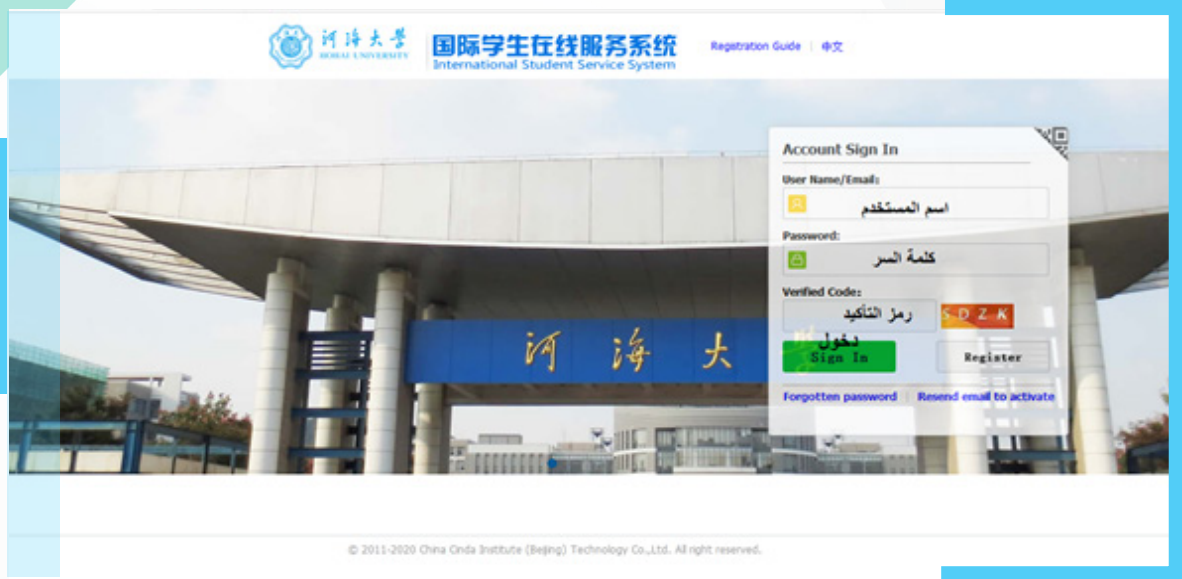 河海大学
HOHAI UNIVERSITY
国际学生在线服务系统
International Student Service System
Registration Guide | 中文
Account Sign In
User Name/Email:
اسم المستخدم
Password:
كلمة السر
Verified Code:
رمز التأكيد
SDZK
دخول
Sign In
Register
Forgotten password | Resend email to activate
河海大
© 2011-2020 China Cinda Institute (Beijing) Technology Co.,Ltd. All right reserved.